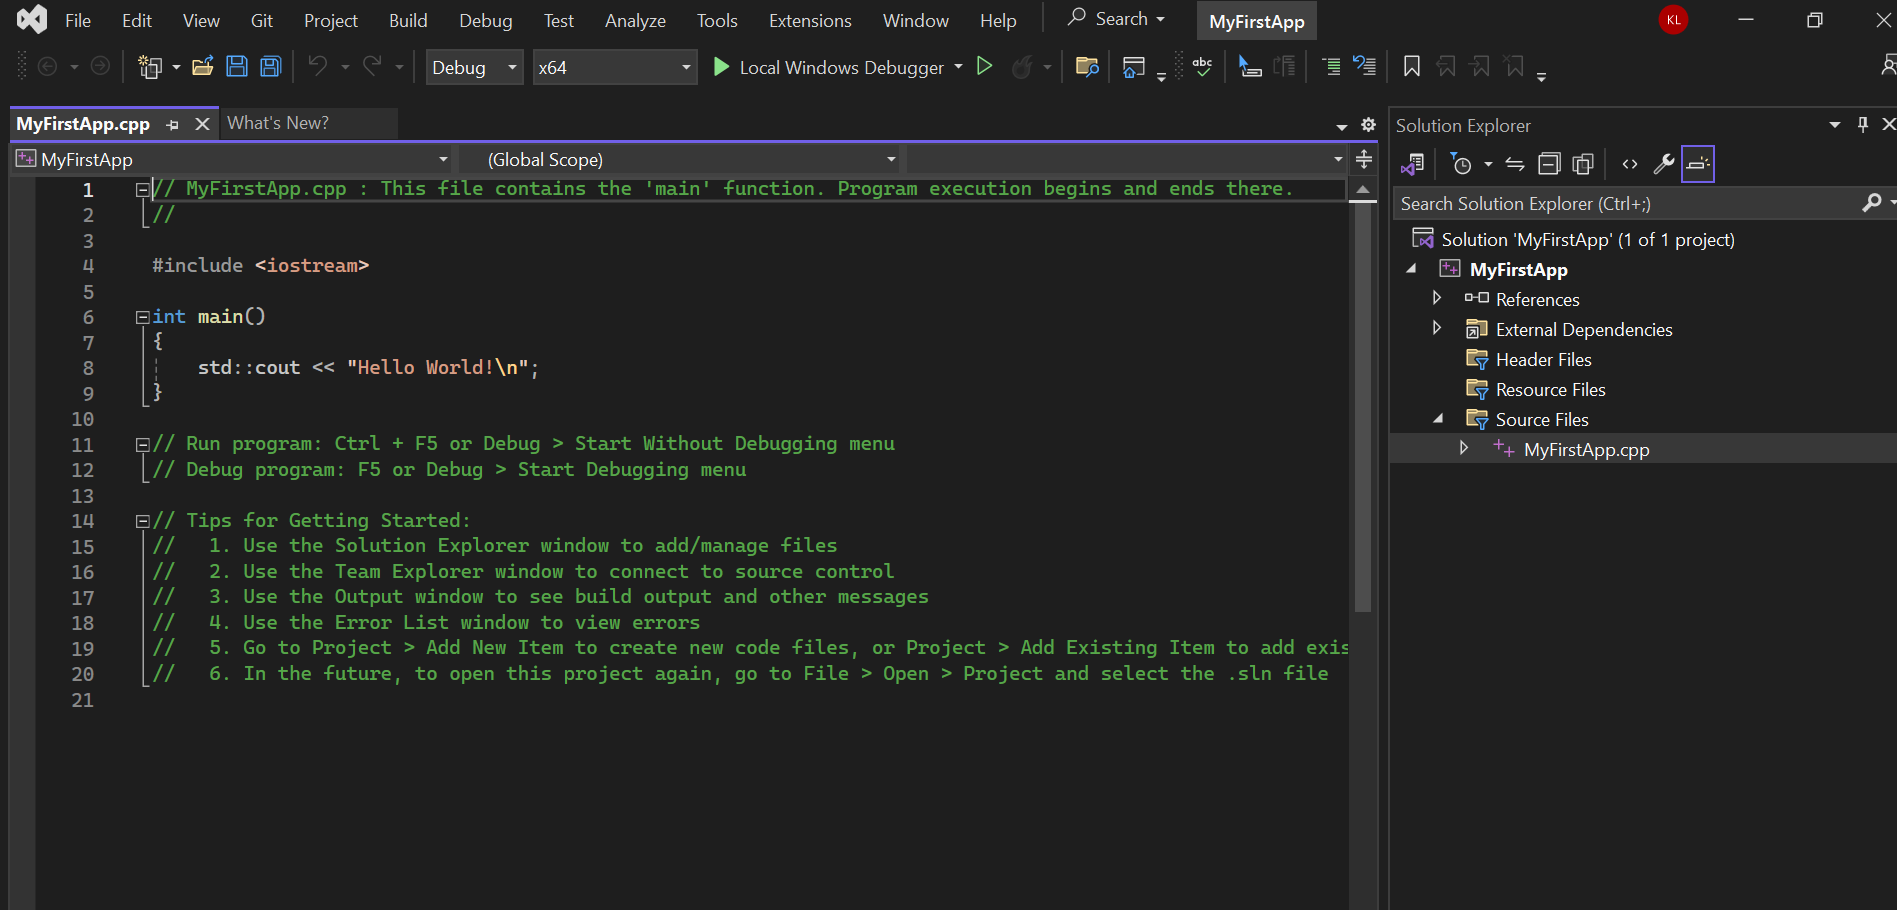 File Edit View Git Project Build Debug Test Analyze Tools Extensions Window Help Search MyFirstApp KL
Debug x64 Local Windows Debugger abc
MyFirstApp.cpp What's New?
MyFirstApp (Global Scope)
1 // MyFirstApp.cpp : This file contains the 'main' function. Program execution begins and ends there.
2 //
3
4 #include <iostream>
5
6 int main()
7 {
8 std::cout << "Hello World!\n";
9 }
10
11 // Run program: Ctrl + F5 or Debug > Start Without Debugging menu
12 // Debug program: F5 or Debug > Start Debugging menu
13
14 // Tips for Getting Started:
15 //   1. Use the Solution Explorer window to add/manage files
16 //   2. Use the Team Explorer window to connect to source control
17 //   3. Use the Output window to see build output and other messages
18 //   4. Use the Error List window to view errors
19 //   5. Go to Project > Add New Item to create new code files, or Project > Add Existing Item to add exis
20 //   6. In the future, to open this project again, go to File > Open > Project and select the .sln file
21
Solution Explorer
Search Solution Explorer (Ctrl+;)
Solution 'MyFirstApp' (1 of 1 project)
MyFirstApp
References
External Dependencies
Header Files
Resource Files
Source Files
MyFirstApp.cpp